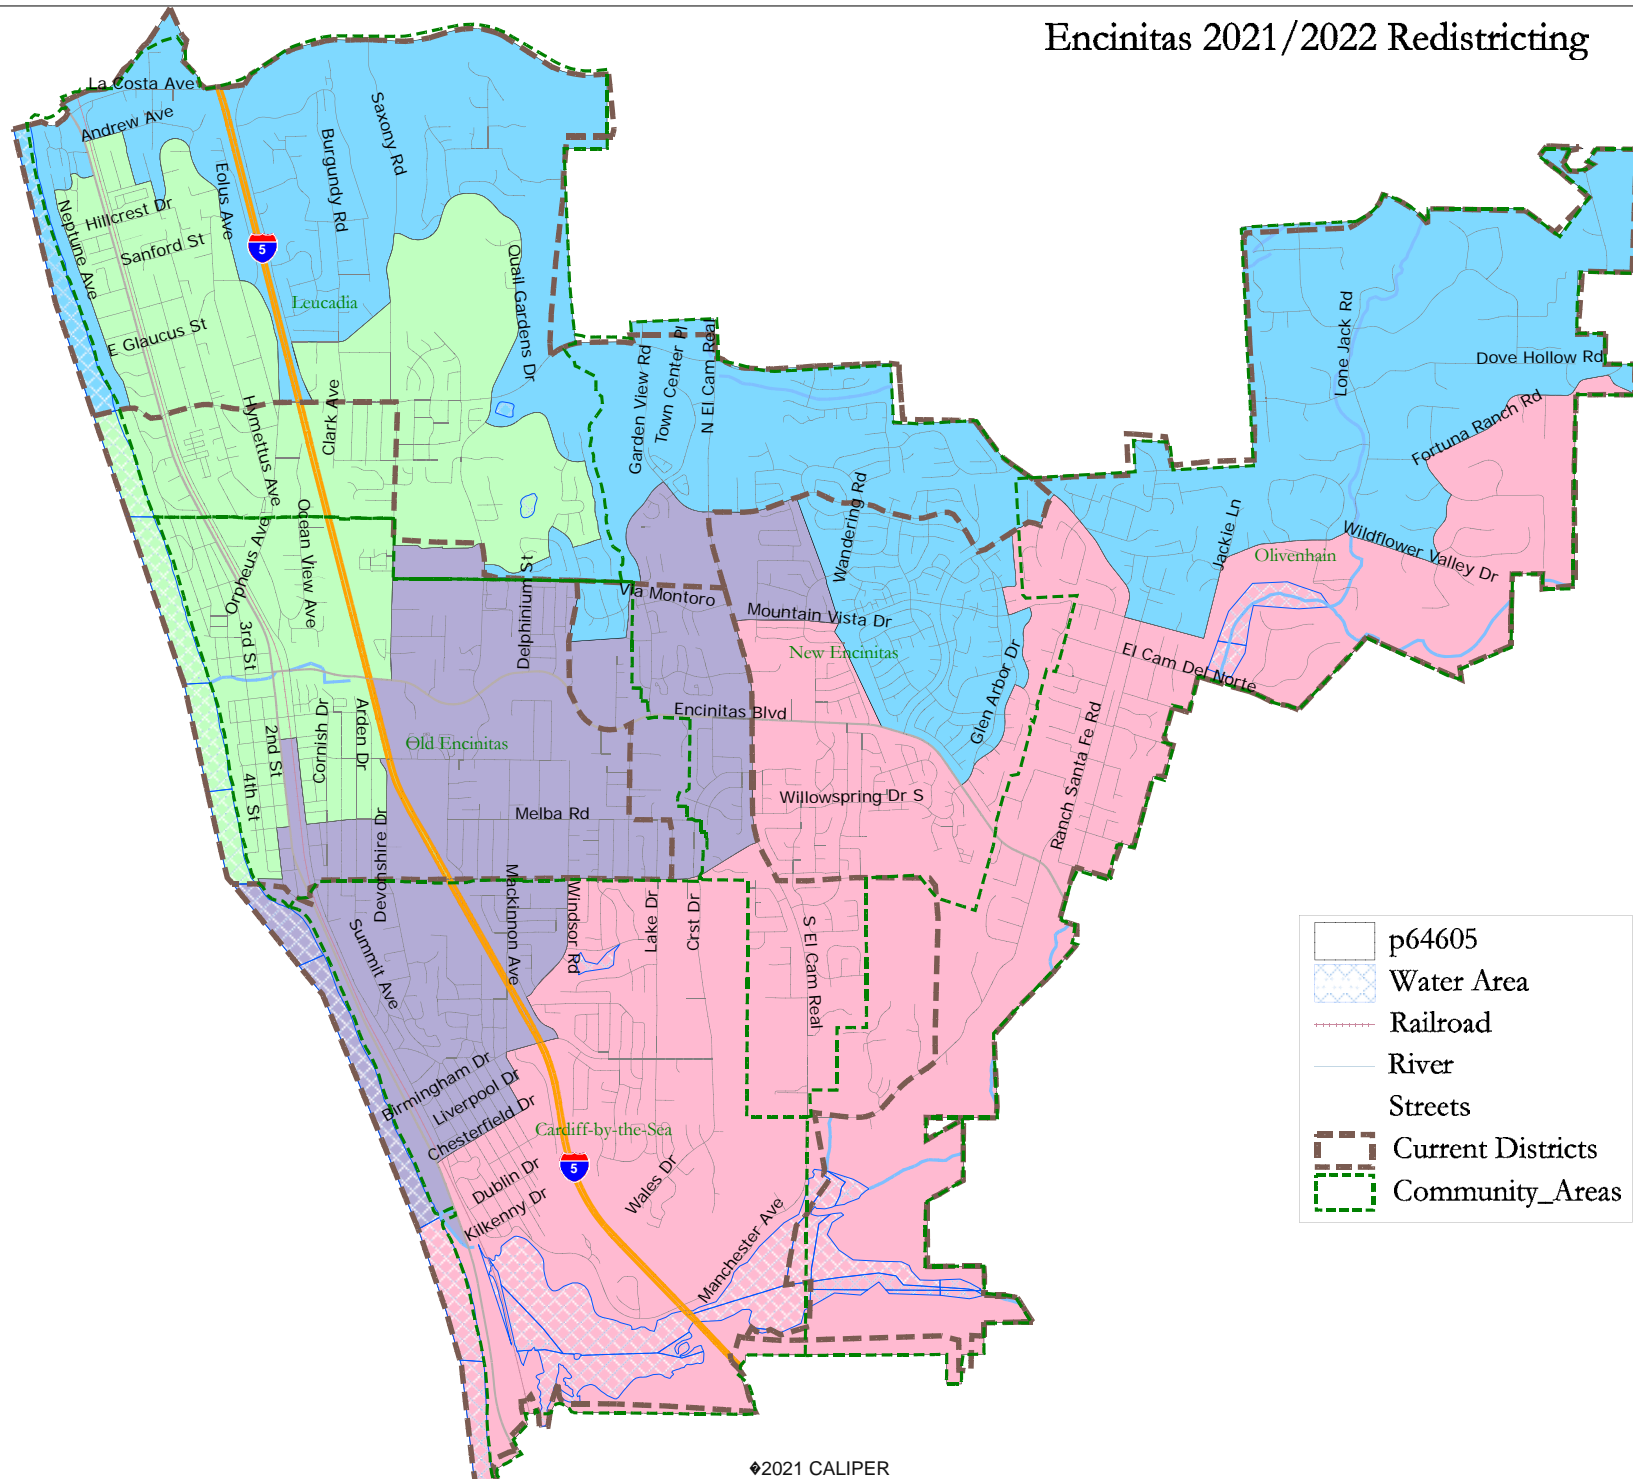 Encinitas 2021/2022 Redistricting
La Costa Ave
Andrew Ave
Saxony Rd
Burgundy Rd
Eolus Ave
Neptune Ave
Hillcrest Dr
Sanford St
5
Quail Gardens Dr
Leucadia
E Glaucus St
Lone Jack Rd
Dove Hollow Rd
Garden View Rd
Town Center Pl
N El Cam Real
Clark Ave
Hymettus Ave
Fortuna Ranch Rd
Wandering Rd
Ocean View Ave
Orpheus Ave
Jackie Ln
Wildflower Valley Dr
Olivenhain
Delphinium St
Via Montoro
Mountain Vista Dr
3rd St
New Encinitas
El Cam Del Norte
Glen Arbor Dr
Encinitas Blvd
2nd St
Cornish Dr
Arden Dr
Old Encinitas
Ranch Santa Fe Rd
4th St
Willowspring Dr S
Melba Rd
Devonshire Dr
Mackinnon Ave
Windsor Rd
Lake Dr
Crst Dr
S El Cam Real
Summit Ave
p64605
Water Area
Railroad
River
Streets
Current Districts
Community_Areas
Birmingham Dr
Liverpool Dr
Chesterfield Dr
Cardiff-by-the-Sea
5
Dublin Dr
Kilkenny Dr
Wales Dr
Manchester Ave
�2021 CALIPER